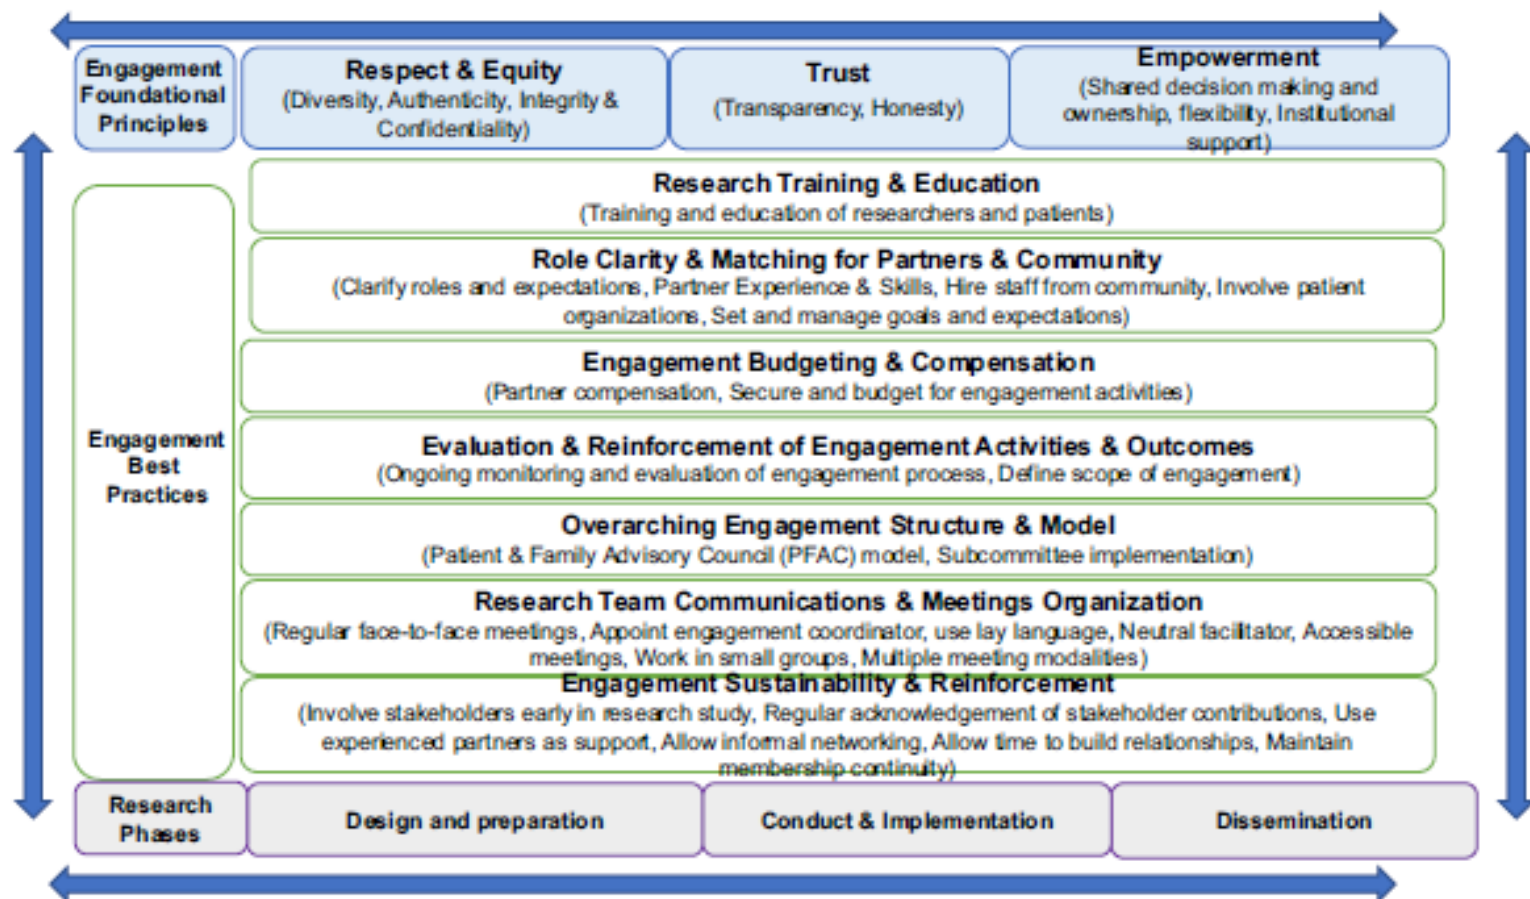 Engagement
Foundational
Principles
Respect & Equity
(Diversity, Authenticity, Integrity &
Confidentiality)
Trust
(Transparency, Honesty)
Empowerment
(Shared decision making and
ownership, flexibility, Institutional
support)
Engagement
Best
Practices
Research Training & Education
(Training and education of researchers and patients)
Role Clarity & Matching for Partners & Community
(Clarify roles and expectations, Partner Experience & Skills, Hire staff from community, Involve patient
organizations, Set and manage goals and expectations)
Engagement Budgeting & Compensation
(Partner compensation, Secure and budget for engagement activities)
Evaluation & Reinforcement of Engagement Activities & Outcomes
(Ongoing monitoring and evaluation of engagement process, Define scope of engagement)
Overarching Engagement Structure & Model
(Patient & Family Advisory Council (PFAC) model, Subcommittee implementation)
Research Team Communications & Meetings Organization
(Regular face-to-face meetings, Appoint engagement coordinator, use lay language, Neutral facilitator, Accessible
meetings, Work in small groups, Multiple meeting modalities)
Engagement Sustainability & Reinforcement
(Involve stakeholders early in research study, Regular acknowledgement of stakeholder contributions, Use
experienced partners as support, Allow informal networking, Allow time to build relationships, Maintain
membership continuity)
Research
Phases
Design and preparation
Conduct & Implementation
Dissemination